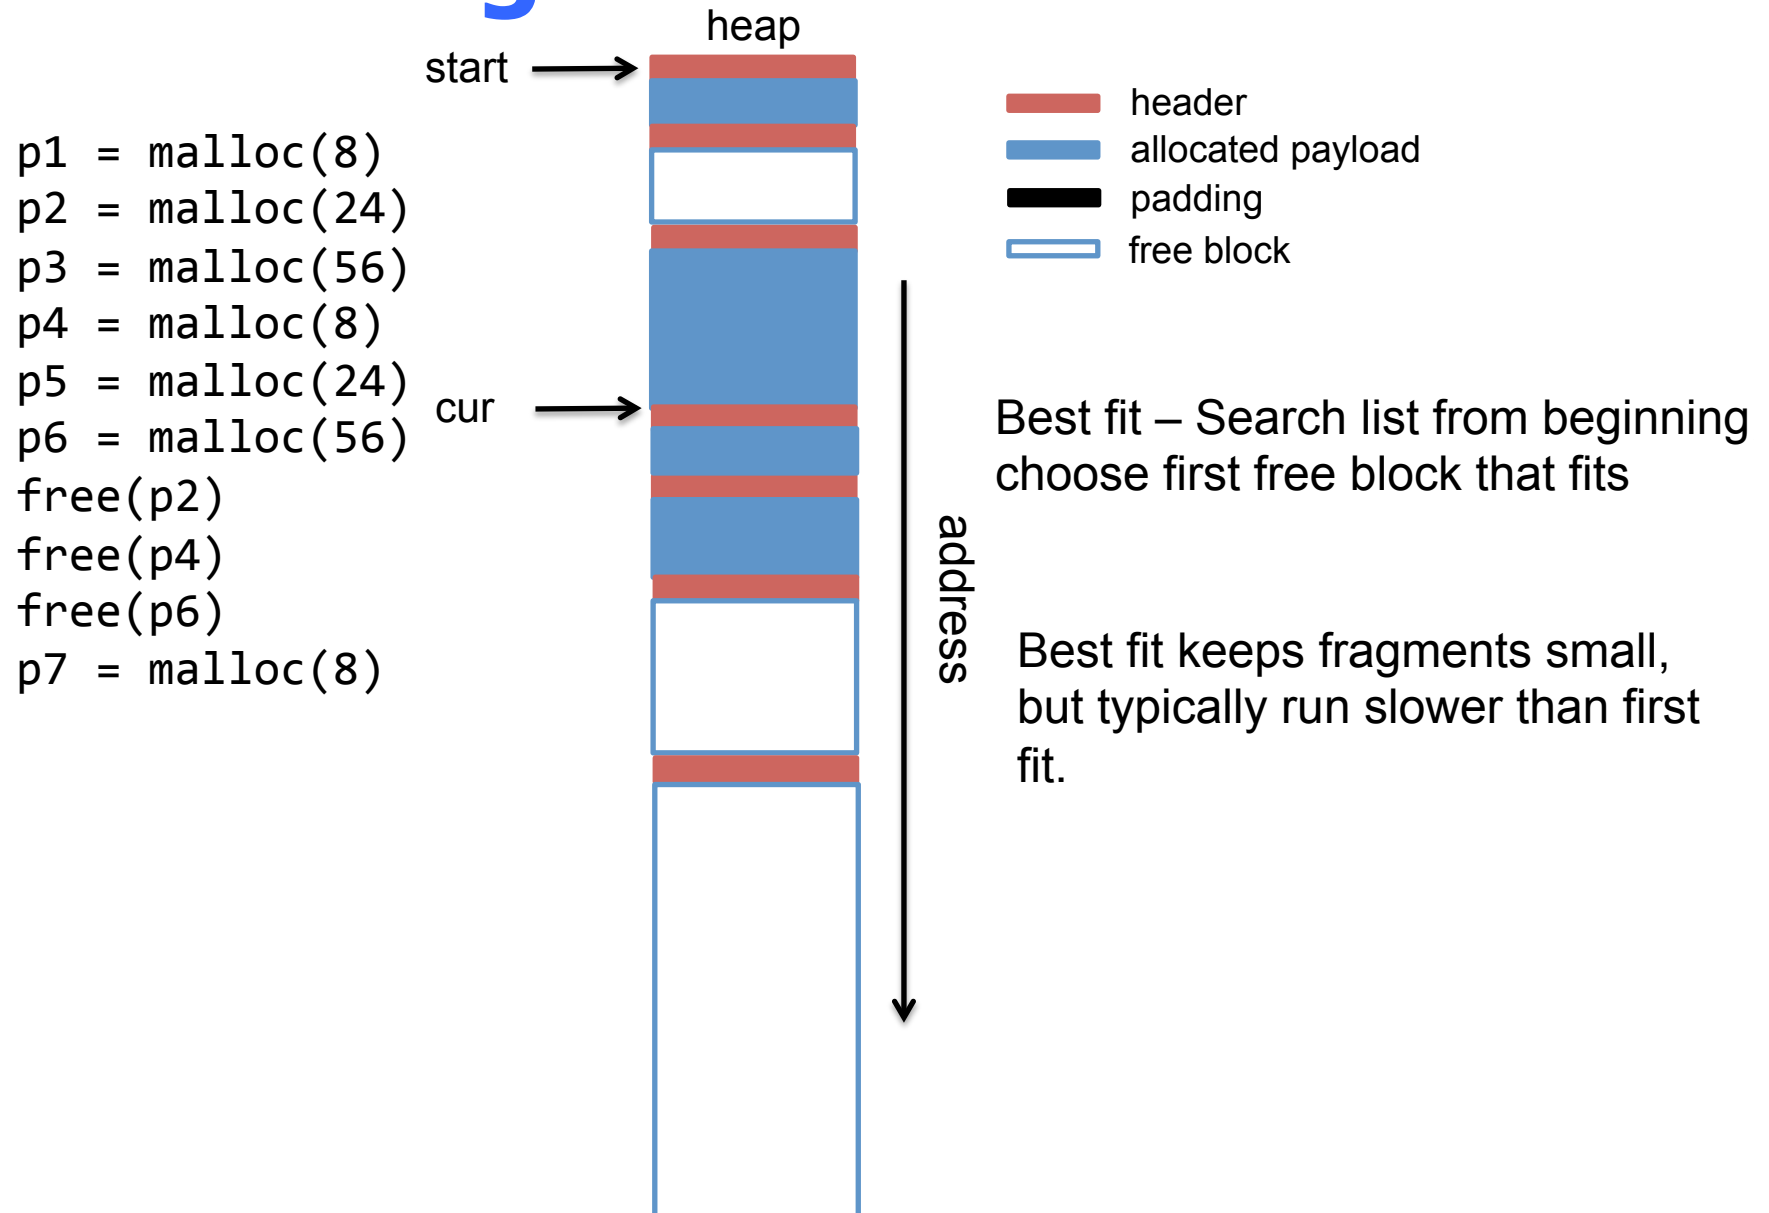 g
heap
start
header
allocated payload
padding
free block
p1 = malloc(8)
p2 = malloc(24)
p3 = malloc(56)
p4 = malloc(8)
p5 = malloc(24)
p6 = malloc(56)
free(p2)
free(p4)
free(p6)
p7 = malloc(8)
cur
address
Best fit – Search list from beginning
choose first free block that fits
Best fit keeps fragments small,
but typically run slower than first
fit.